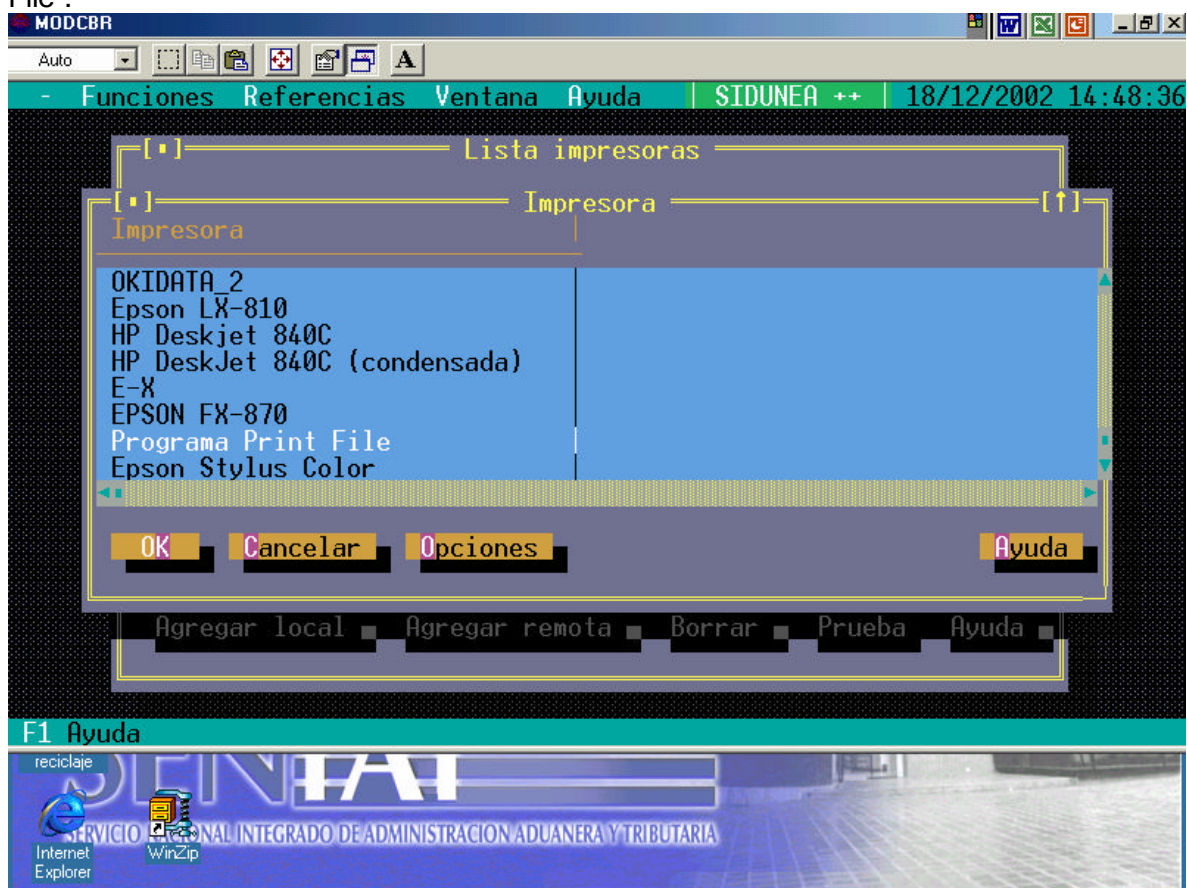 File".
MODCBR
Auto
A
- Funciones Referencias Ventana Ayuda | SIDUNEA ++ | 18/12/2002 14:48:36
Lista impresoras
Impresora
Impresora
OKIDATA_2
Epson LX-810
HP Deskjet 840C
HP DeskJet 840C (condensada)
E-X
EPSON FX-870
Programa Print File
Epson Stylus Color
OK Cancelar Opciones Ayuda
Agregar local Agregar remota Borrar Prueba Ayuda
F1 Ayuda
reciclaje
SENIAT
SERVICIO NACIONAL INTEGRADO DE ADMINISTRACION ADUANERA Y TRIBUTARIA
Internet Explorer
WinZip